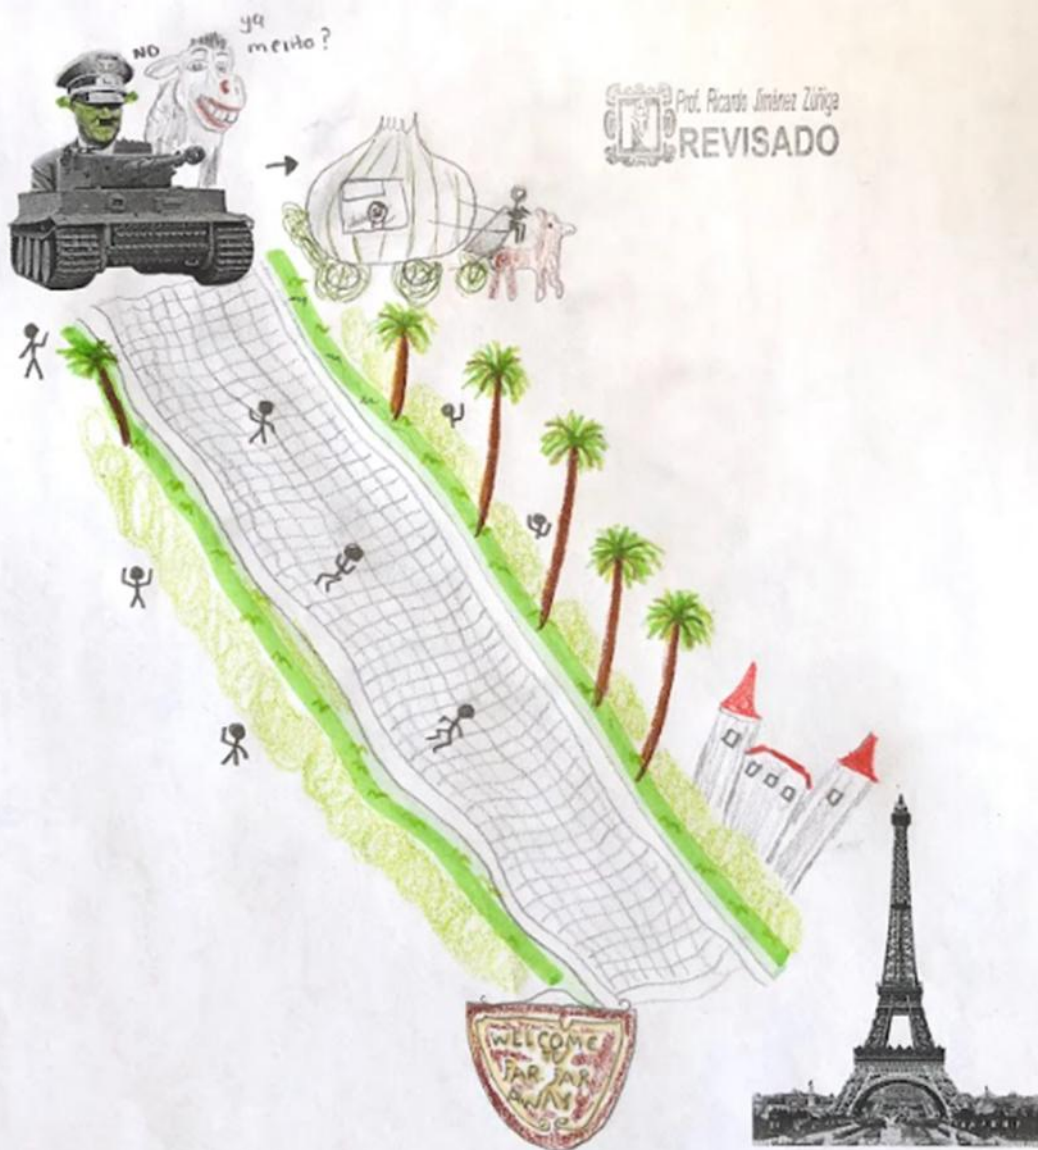 ya
NO merito?
Prof. Ricardo Jiménez Zúñiga
REVISADO
WELCOME
TO
FAR FAR
AWAY